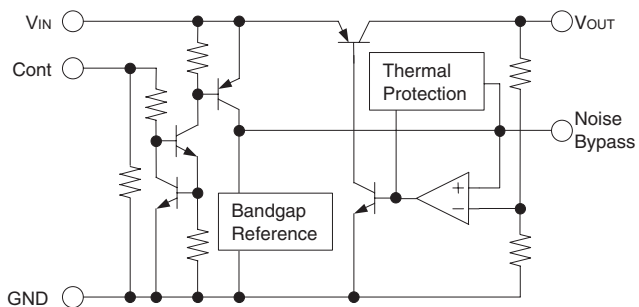 VIN
VOUT
Cont
Thermal
Protection
Noise
Bypass
+
−
Bandgap
Reference
GND